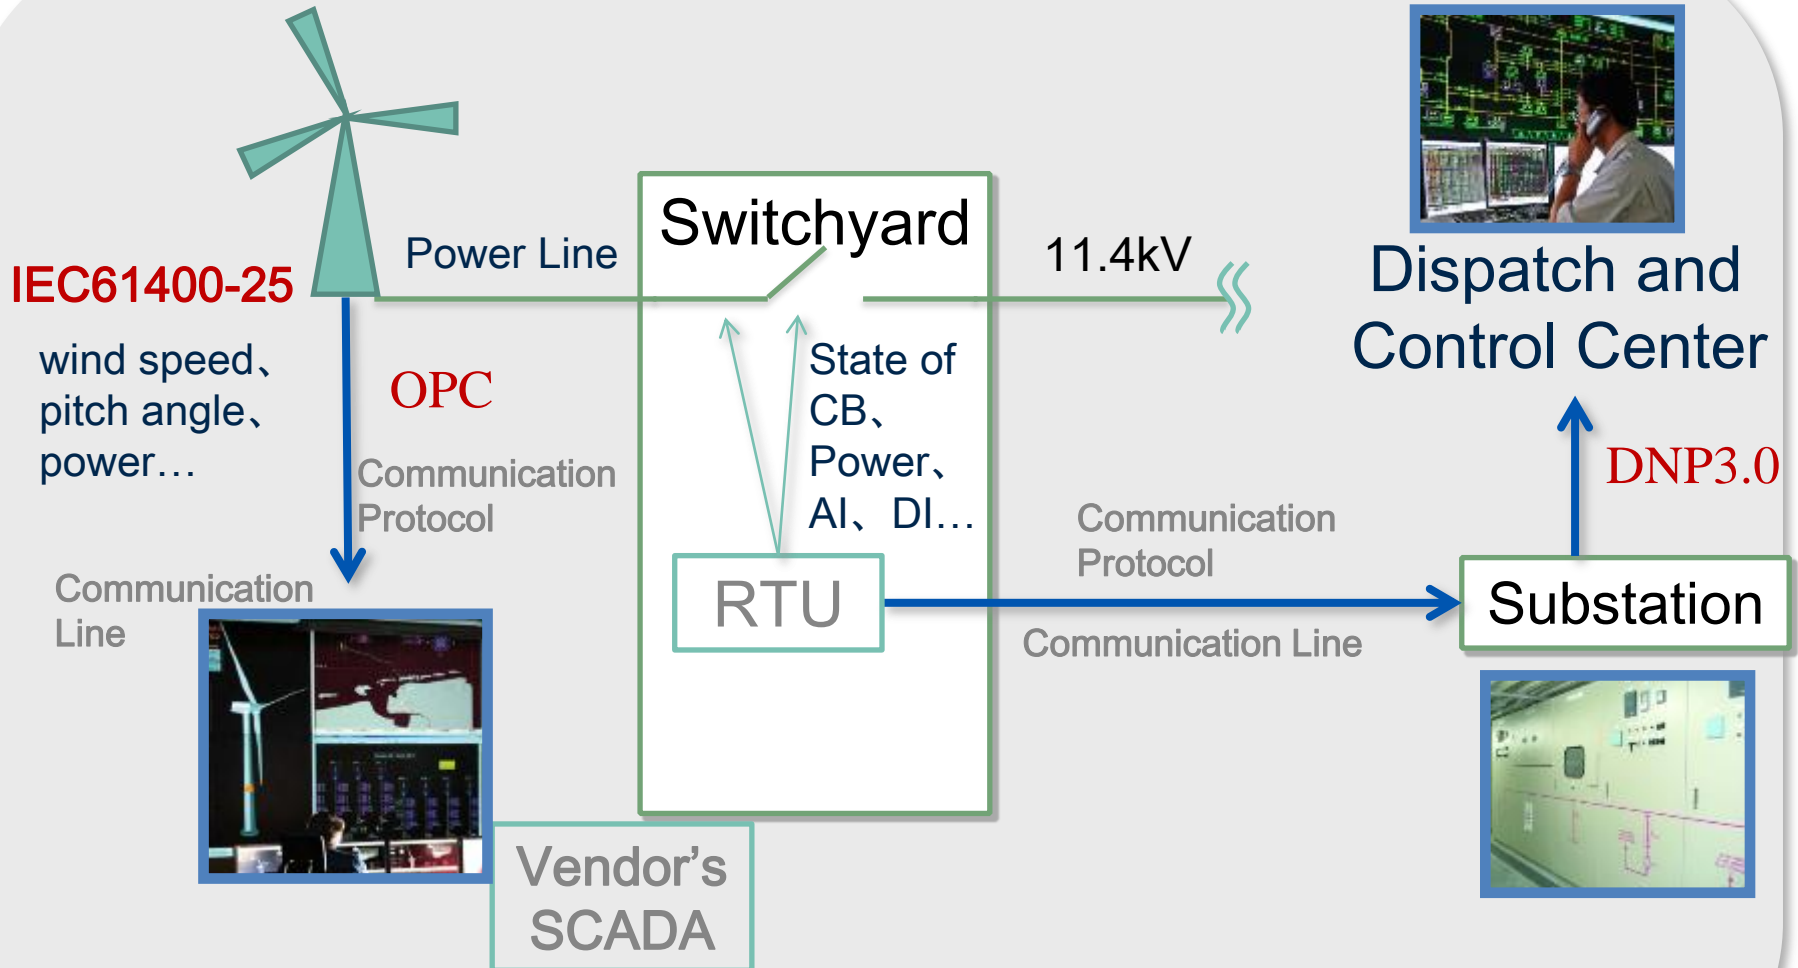 Switchyard
Power Line
11.4kV
IEC61400-25
Dispatch and
Control Center
wind speed、
pitch angle、
power…
OPC
State of
CB、
Power、
AI、DI…
Communication
Protocol
DNP3.0
Communication
Protocol
Communication
Line
RTU
Substation
Communication Line
Vendor’s
SCADA